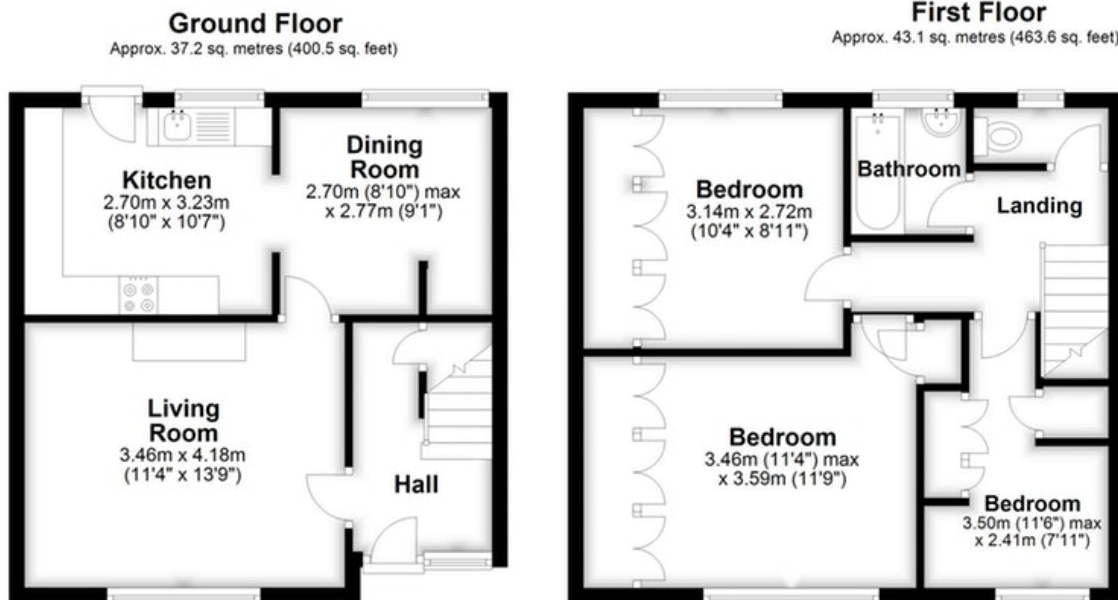 Ground Floor
Approx. 37.2 sq. metres (400.5 sq. feet)
First Floor
Approx. 43.1 sq. metres (463.6 sq. feet)
Kitchen
2.70m x 3.23m
(8'10" x 10'7")
Dining
Room
2.70m (8'10") max
x 2.77m (9'1")
Living
Room
3.46m x 4.18m
(11'4" x 13'9")
Hall
Bedroom
3.14m x 2.72m
(10'4" x 8'11")
Bathroom
Landing
Bedroom
3.46m (11'4") max
x 3.59m (11'9")
Bedroom
3.50m (11'6") max
x 2.41m (7'11")